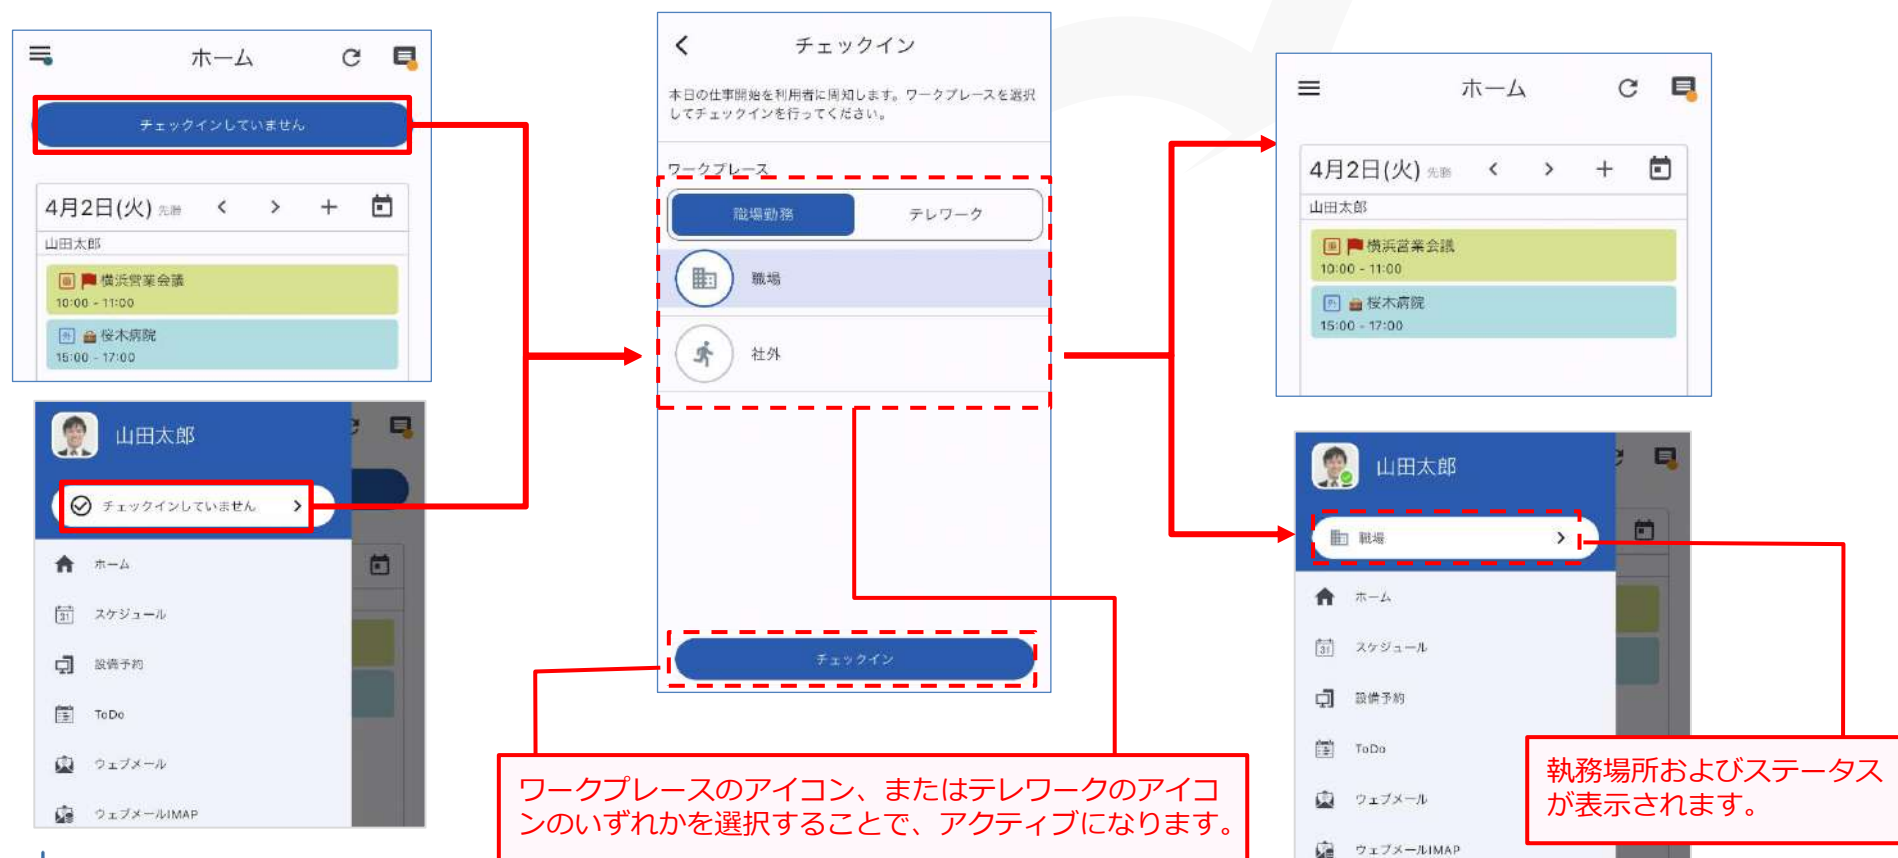 ホーム
チェックインしていません
4月2日(火) 先勝
山田太郎
横浜営業会議
10:00 - 11:00
外 桜木病院
15:00 - 17:00
山田太郎
チェックインしていません
ホーム
31 スケジュール
設備予約
ToDo
ウェブメール
ウェブメールIMAP
チェックイン
本日の仕事開始を利用者に周知します。ワークプレースを選択
してチェックインを行ってください。
ワークプレース
職場勤務 テレワーク
職場
社外
チェックイン
ワークプレースのアイコン、またはテレワークのアイコ
ンのいずれかを選択することで、アクティブになります。
ホーム
4月2日(火) 先勝
山田太郎
横浜営業会議
10:00 - 11:00
外 桜木病院
15:00 - 17:00
山田太郎
職場
ホーム
31 スケジュール
設備予約
ToDo
ウェブメール
ウェブメールIMAP
執務場所およびステータス
が表示されます。